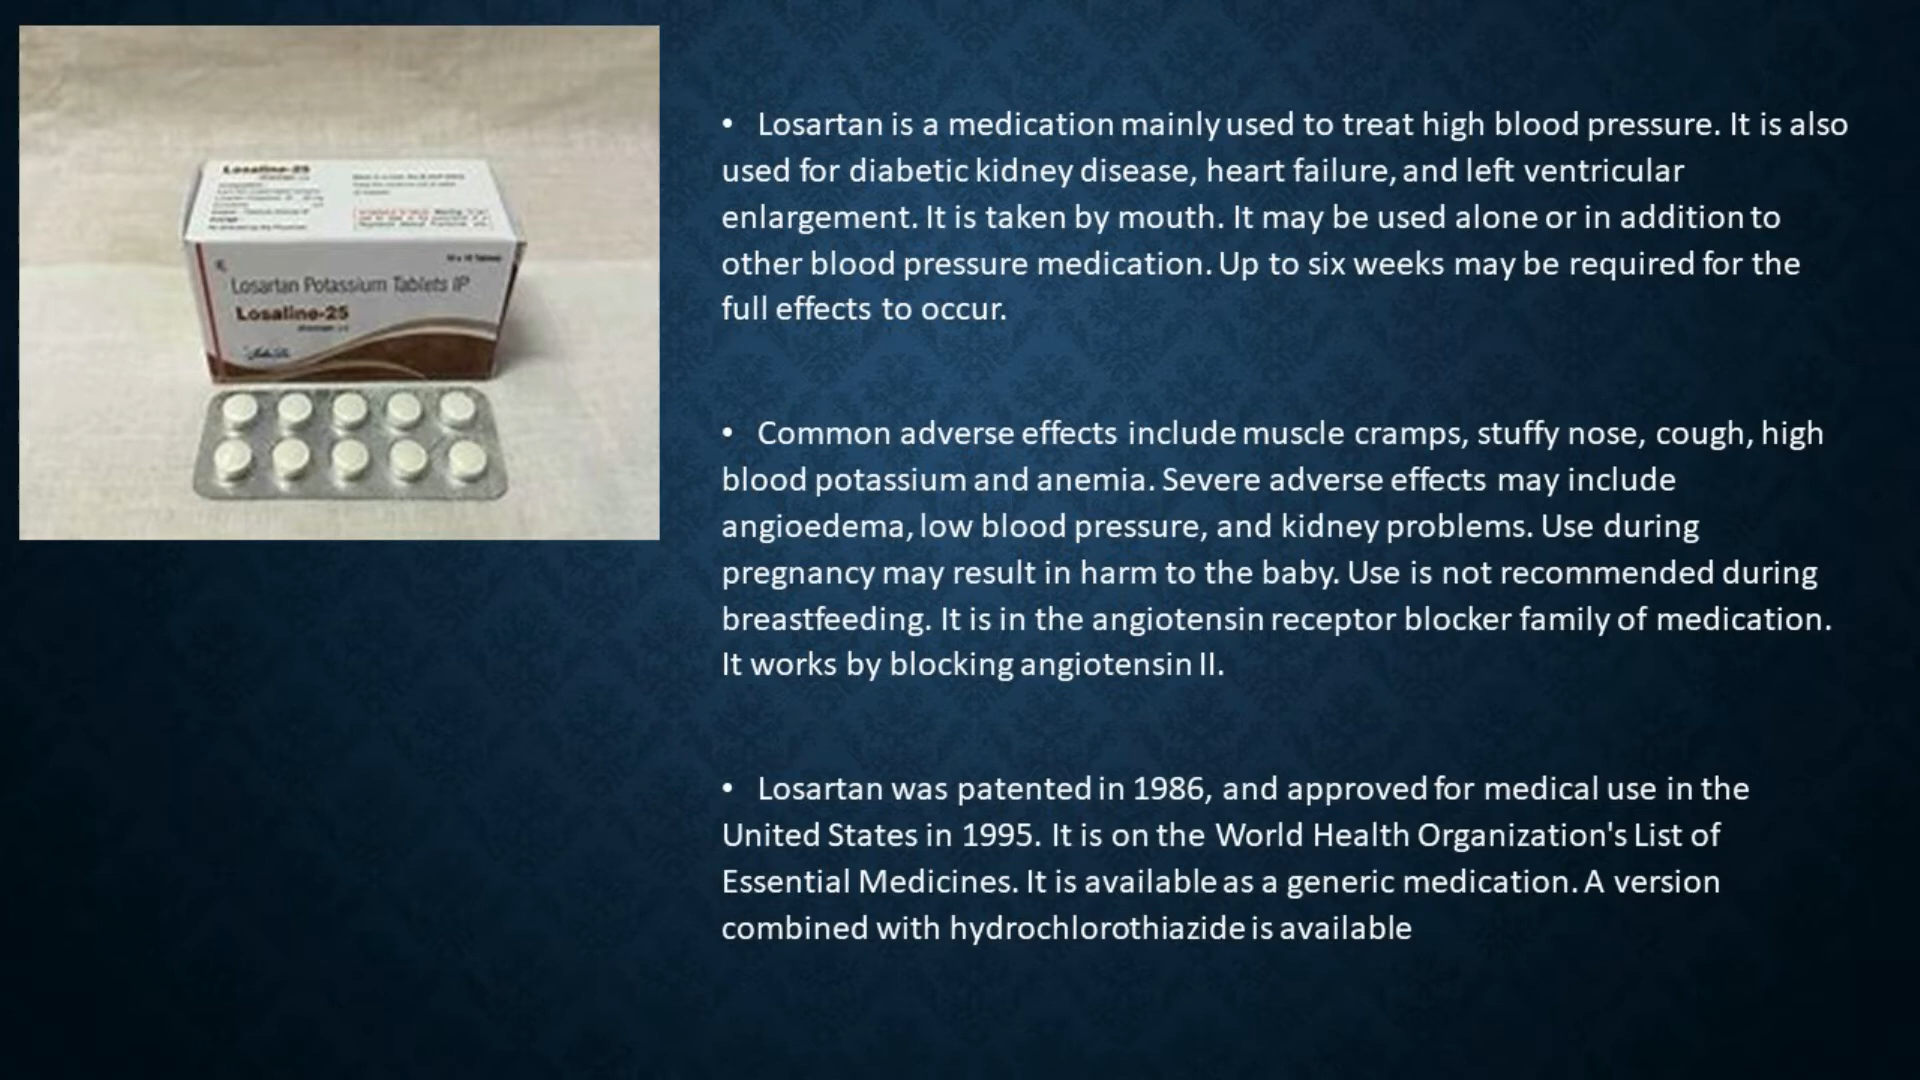 Losaline-25
Losartan Potassium Tablets IP
Losaline-25
• Losartan is a medication mainly used to treat high blood pressure. It is also
used for diabetic kidney disease, heart failure, and left ventricular
enlargement. It is taken by mouth. It may be used alone or in addition to
other blood pressure medication. Up to six weeks may be required for the
full effects to occur.
• Common adverse effects include muscle cramps, stuffy nose, cough, high
blood potassium and anemia. Severe adverse effects may include
angioedema, low blood pressure, and kidney problems. Use during
pregnancy may result in harm to the baby. Use is not recommended during
breastfeeding. It is in the angiotensin receptor blocker family of medication.
It works by blocking angiotensin II.
• Losartan was patented in 1986, and approved for medical use in the
United States in 1995. It is on the World Health Organization's List of
Essential Medicines. It is available as a generic medication. A version
combined with hydrochlorothiazide is available